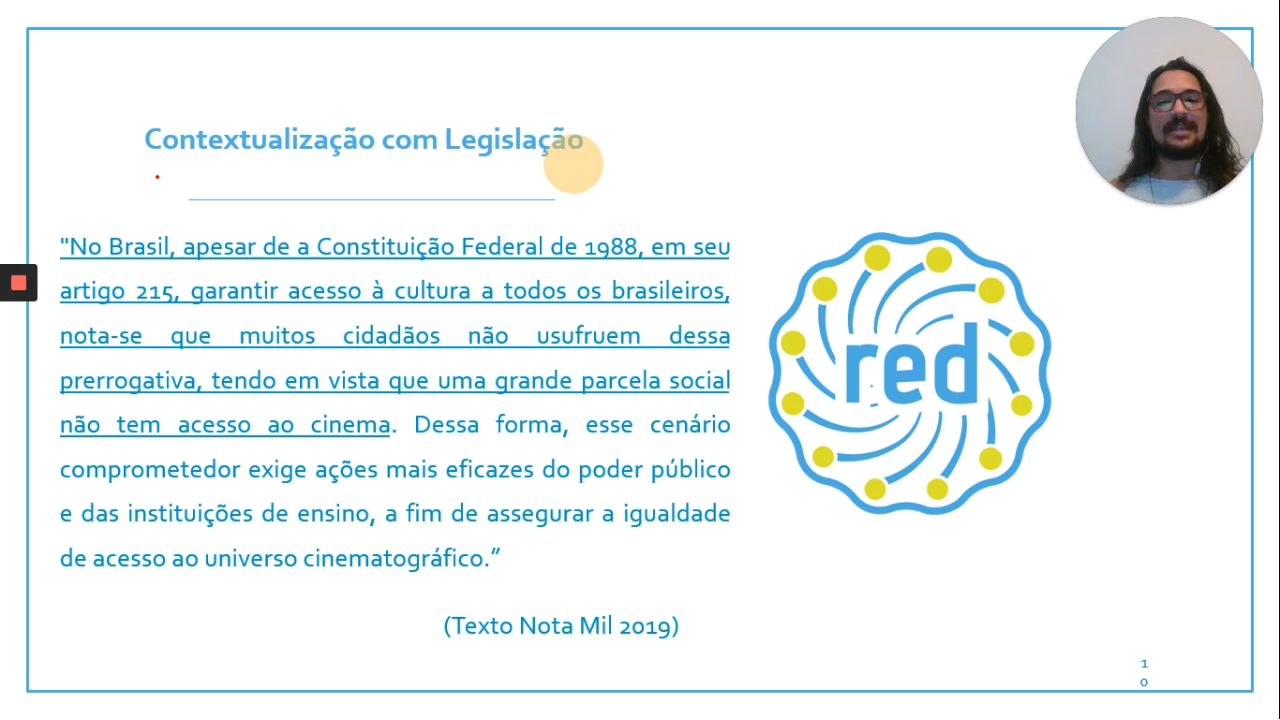 Contextualização com Legislação
"No Brasil, apesar de a Constituição Federal de 1988, em seu
artigo 215, garantir acesso à cultura a todos os brasileiros,
nota-se que muitos cidadãos não usufruem dessa
prerrogativa, tendo em vista que uma grande parcela social
não tem acesso ao cinema. Dessa forma, esse cenário
comprometedor exige ações mais eficazes do poder público
e das instituições de ensino, a fim de assegurar a igualdade
de acesso ao universo cinematográfico.”
(Texto Nota Mil 2019)
red
1
0